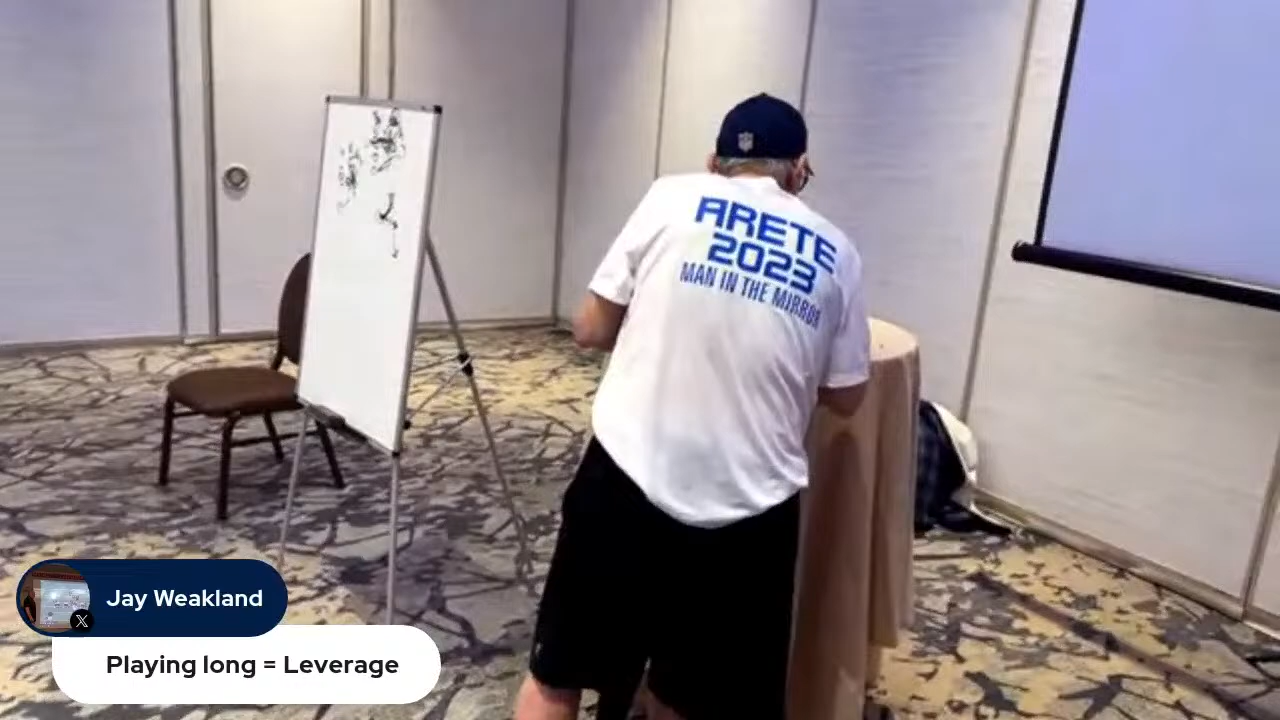 ARETE
2023
MAN IN THE MIRROR
Jay Weakland
Playing long = Leverage